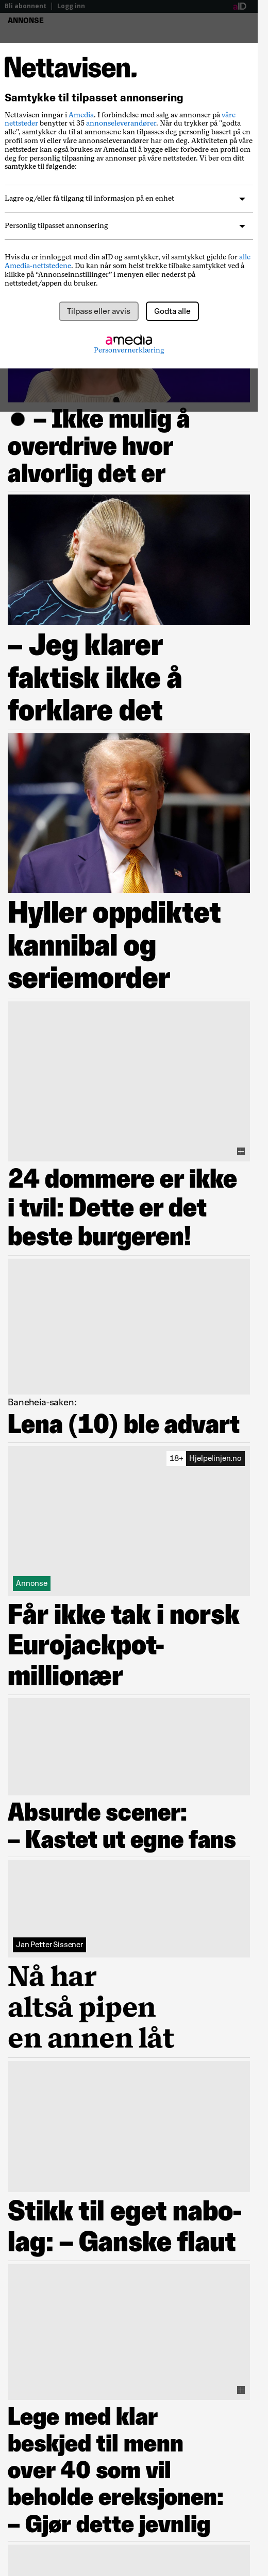 Bli abonnent | Logg inn
aID
ANNONSE
Nettavisen.
Samtykke til tilpasset annonsering
Nettavisen inngår i Amedia. I forbindelse med salg av annonser på våre
nettsteder benytter vi 35 annonseleverandører. Når du trykker på "godta
alle", samtykker du til at annonsene kan tilpasses deg personlig basert på en
profil som vi eller våre annonseleverandører har om deg. Aktiviteten på våre
nettsteder kan også brukes av Amedia til å bygge eller forbedre en profil om
deg for personlig tilpasning av annonser på våre nettsteder. Vi ber om ditt
samtykke til følgende:
Lagre og/eller få tilgang til informasjon på en enhet
Personlig tilpasset annonsering
Hvis du er innlogget med din aID og samtykker, vil samtykket gjelde for alle
Amedia-nettstedene. Du kan når som helst trekke tilbake samtykket ved å
klikke på “Annonseinnstillinger” i menyen eller nederst på
nettstedet/appen du bruker.
Tilpass eller avvis
Godta alle
amedia
Personvernerklæring
● – Ikke mulig å
overdrive hvor
alvorlig det er
– Jeg klarer
faktisk ikke å
forklare det
Hyller oppdiktet
kannibal og
seriemorder
24 dommere er ikke
i tvil: Dette er det
beste burgeren!
Baneheia-saken:
Lena (10) ble advart
18+ Hjelpelinjen.no
Annonse
Får ikke tak i norsk
Eurojackpot-
millionær
Absurde scener:
– Kastet ut egne fans
Jan Petter Sissener
Nå har
altså pipen
en annen låt
Stikk til eget nabo-
lag: – Ganske flaut
Lege med klar
beskjed til menn
over 40 som vil
beholde ereksjonen:
– Gjør dette jevnlig